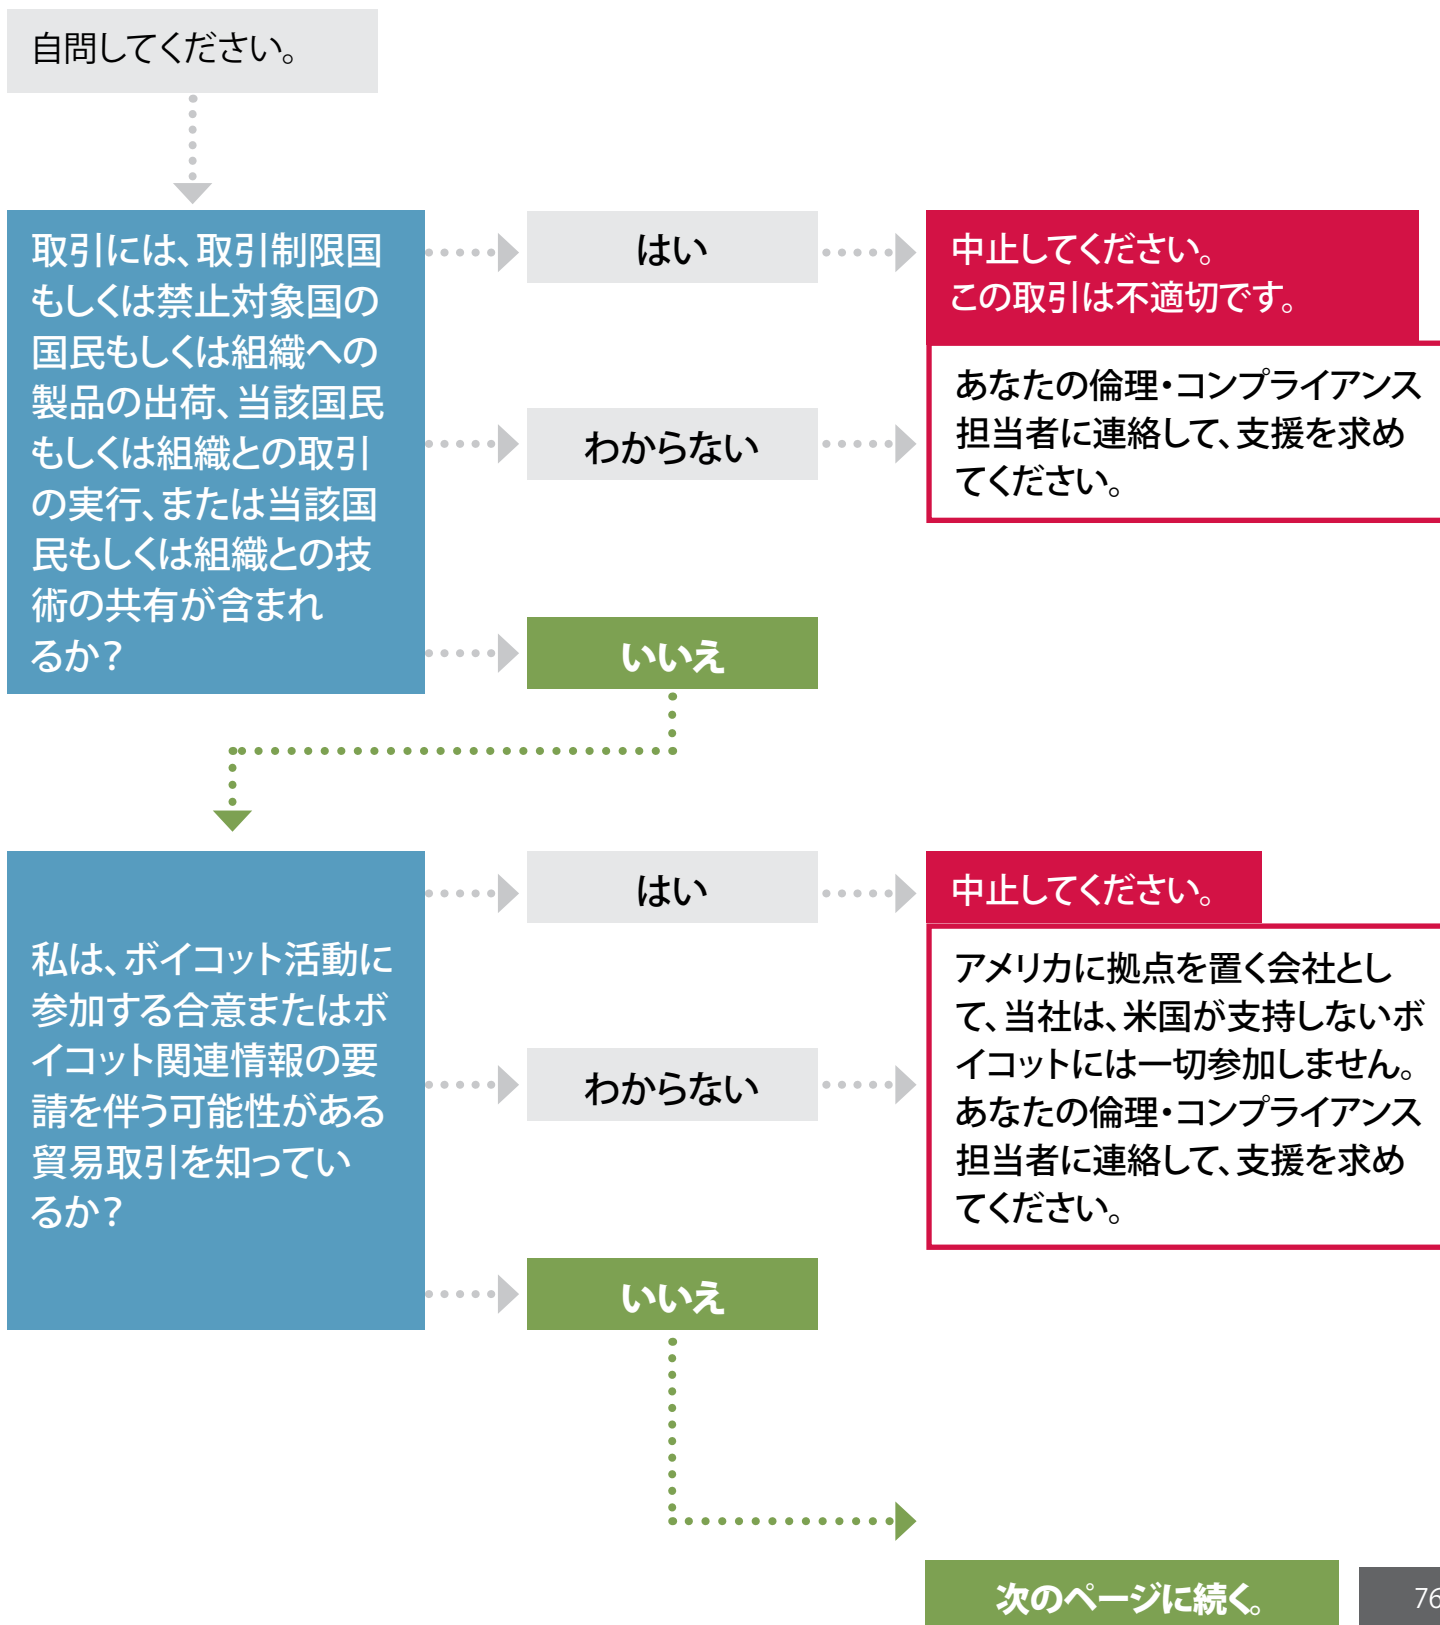 自問してください。
取引には、取引制限国
もしくは禁止対象国の
国民もしくは組織への
製品の出荷、当該国民
もしくは組織との取引
の実行、または当該国
民もしくは組織との技
術の共有が含まれ
るか？
はい
中止してください。
この取引は不適切です。
わからない
あなたの倫理・コンプライアンス
担当者に連絡して、支援を求め
てください。
いいえ
私は、ボイコット活動に
参加する合意またはボ
イコット関連情報の要
請を伴う可能性がある
貿易取引を知ってい
るか？
はい
中止してください。
わからない
アメリカに拠点を置く会社とし
て、当社は、米国が支持しないボ
イコットには一切参加しません。
あなたの倫理・コンプライアンス
担当者に連絡して、支援を求め
てください。
いいえ
次のページに続く。
76